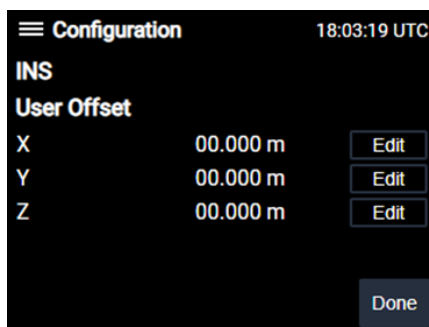 Configuration 18:03:19 UTC
INS
User Offset
X 00.000 m Edit
Y 00.000 m Edit
Z 00.000 m Edit
Done